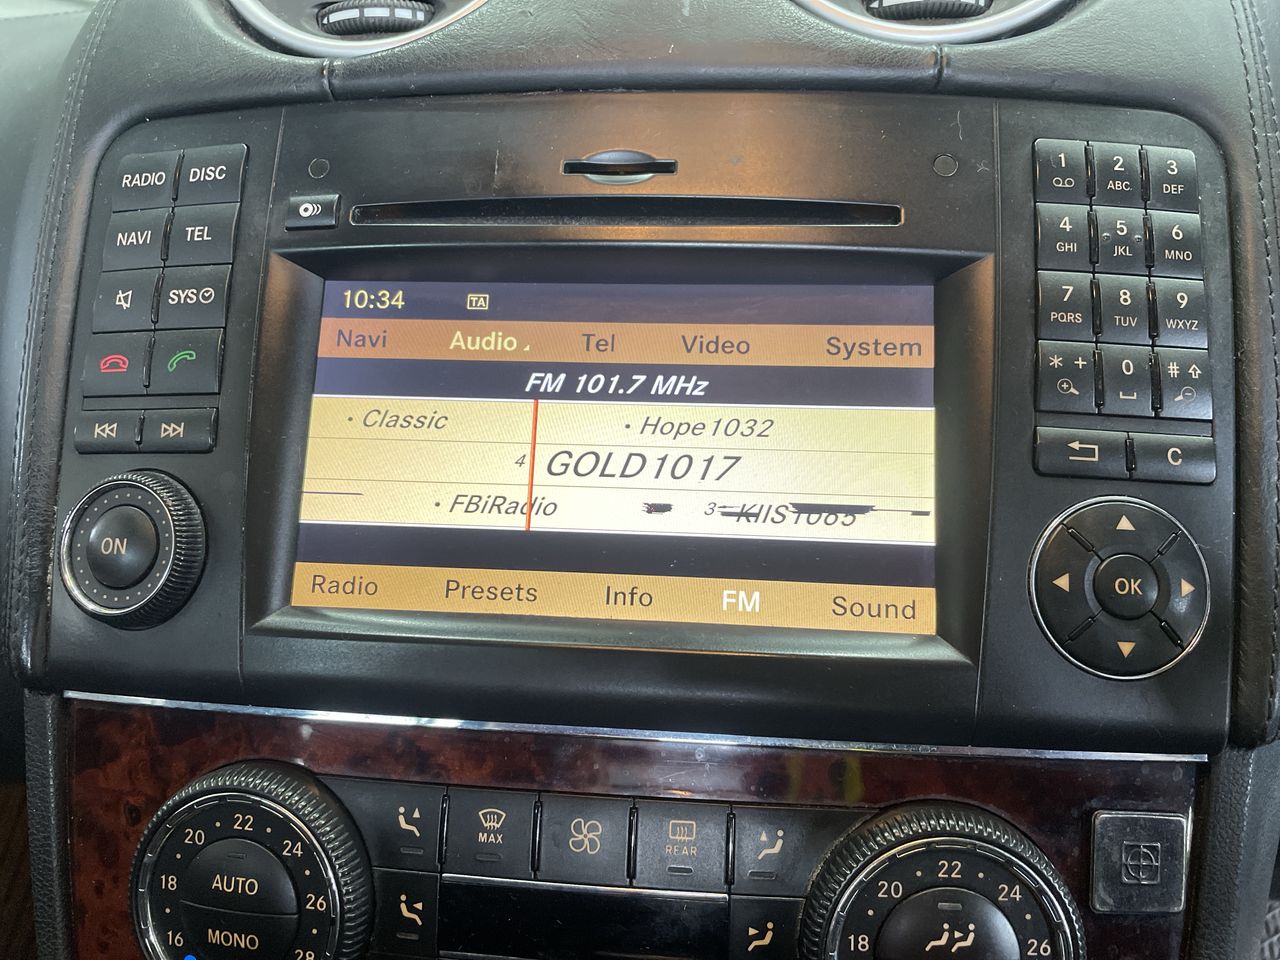 RADIO DISC
NAVI TEL
SYS
ON
10:34 TA
Navi Audio Tel Video System
FM 101.7 MHz
Classic Hope1032
4 GOLD1017
FBiRadio 3 KIIS1065
Radio Presets Info FM Sound
1 2 ABC 3 DEF
4 GHI 5 JKL 6 MNO
7 PQRS 8 TUV 9 WXYZ
* + 0 #
C
OK
MAX REAR
16 18 20 22 24 26 28
AUTO
MONO
18 20 22 24 26